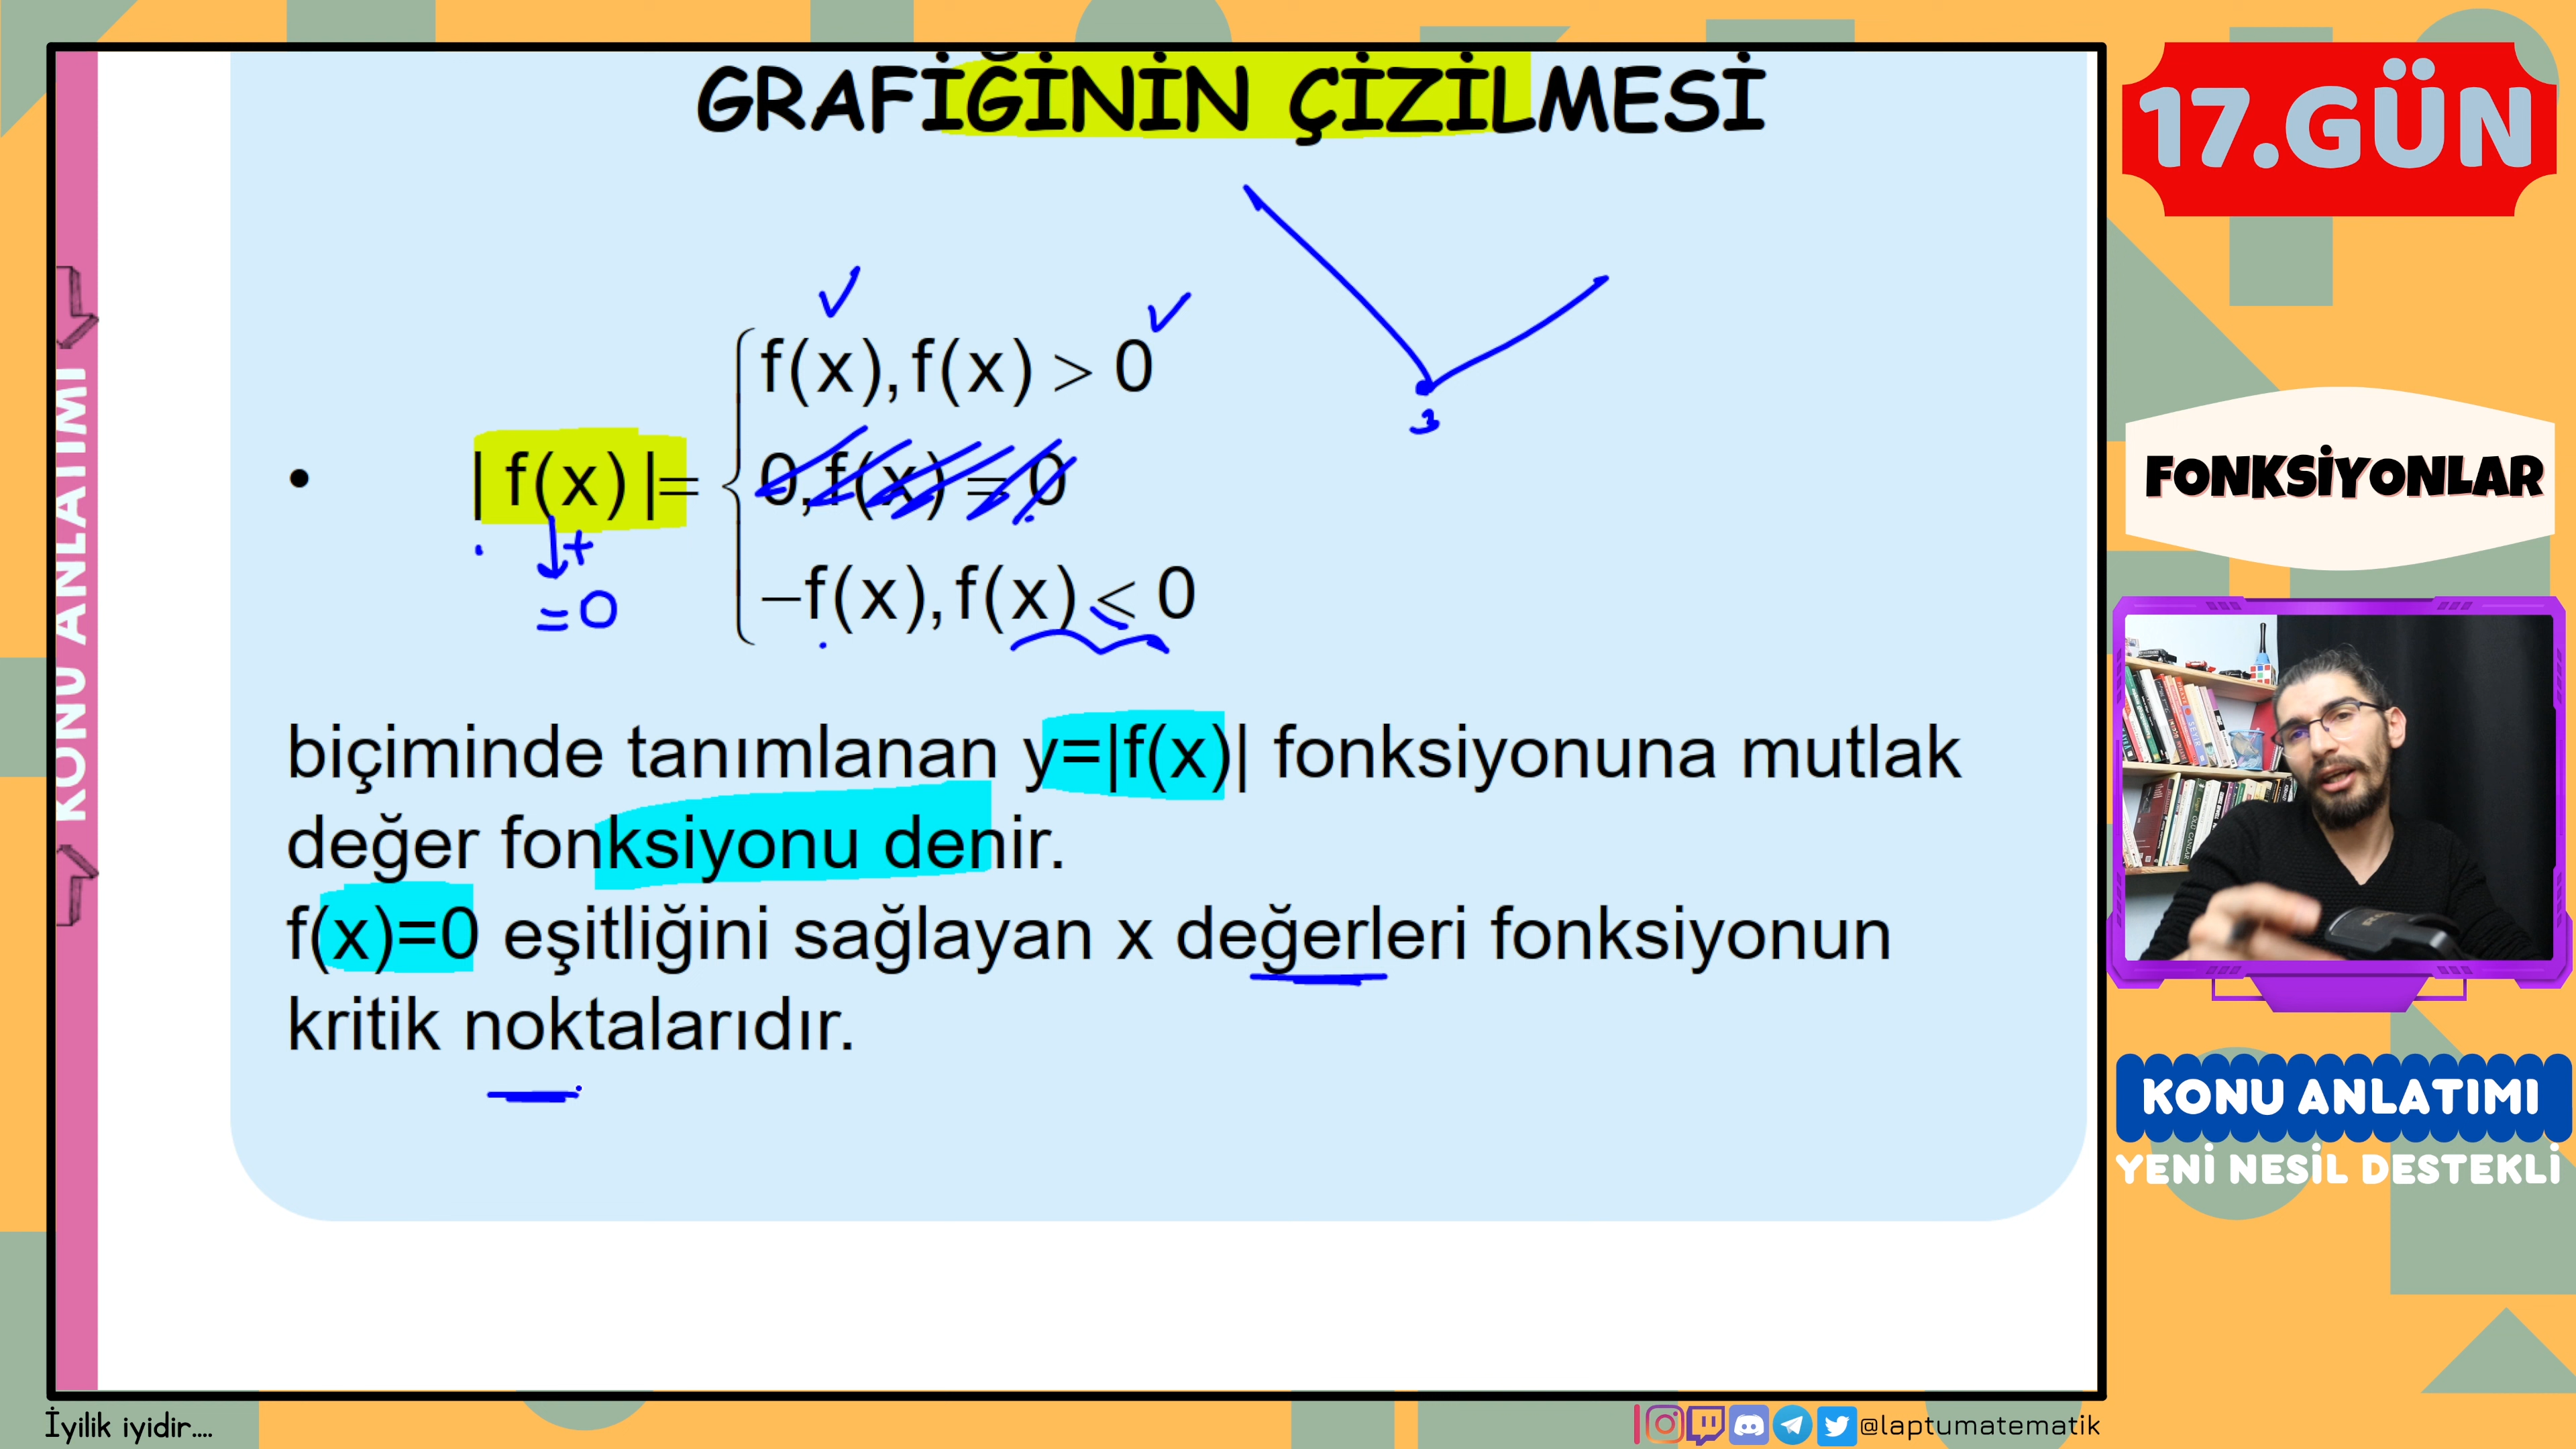 GRAFİĞİNİN ÇİZİLMESİ
17.GÜN
f(x), f(x) > 0
| f(x) |=
0, f(x) = 0
-f(x), f(x) < 0
+
= 0
3
KONU ANLATIMI
FONKSİYONLAR
biçiminde tanımlanan y=|f(x)| fonksiyonuna mutlak
değer fonksiyonu denir.
f(x)=0 eşitliğini sağlayan x değerleri fonksiyonun
kritik noktalarıdır.
KONU ANLATIMI
YENİ NESİL DESTEKLİ
İyilik iyidir....
@laptumatematik